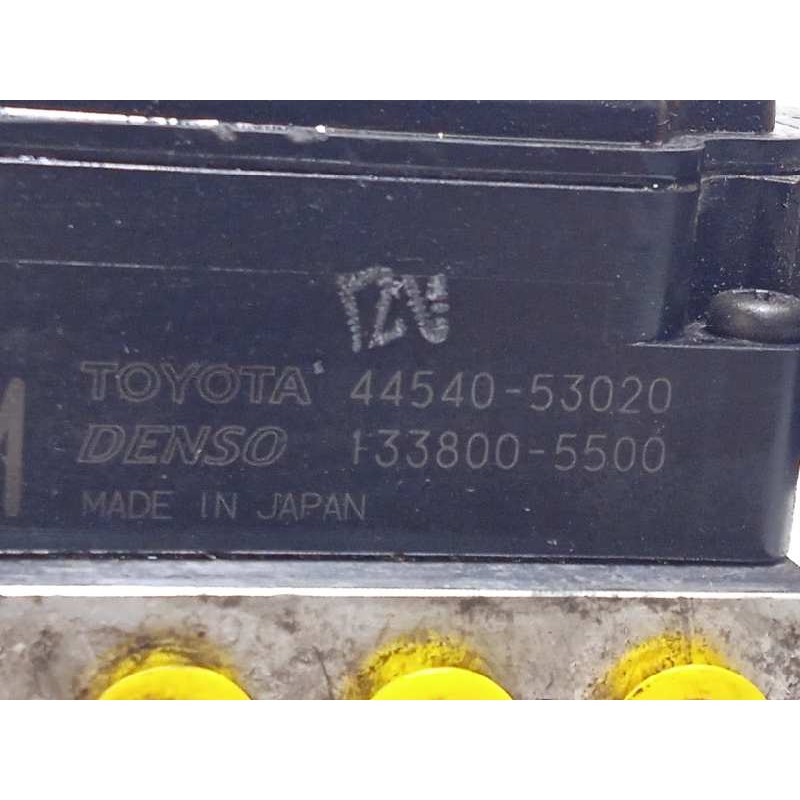 TOYOTA 44540-53020
DENSO 133800-5500
MADE IN JAPAN